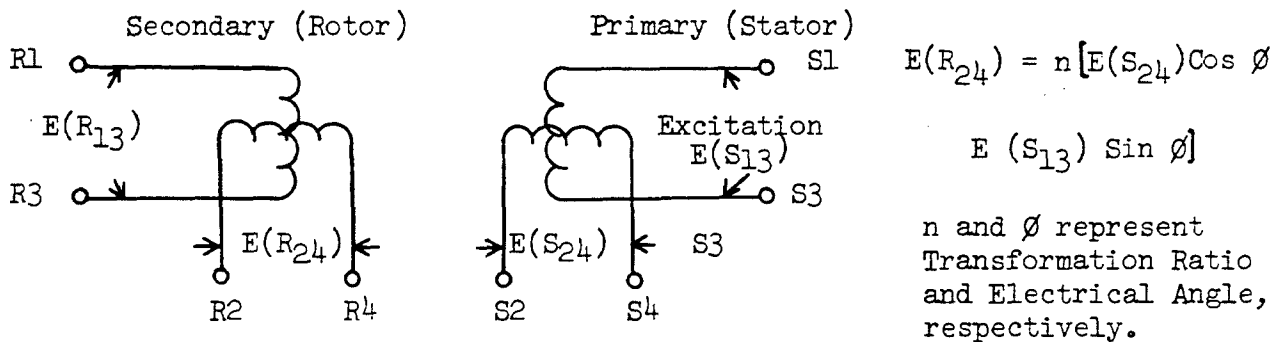 Secondary (Rotor)
Primary (Stator)
R1
E(R13)
R3
E(R24)
R2
R4
S1
Excitation
E(S13)
S3
E(S24)
S3
S2
S4
E(R24) = n[E(S24)Cos Ø
E (S13) Sin Ø]
n and Ø represent
Transformation Ratio
and Electrical Angle,
respectively.